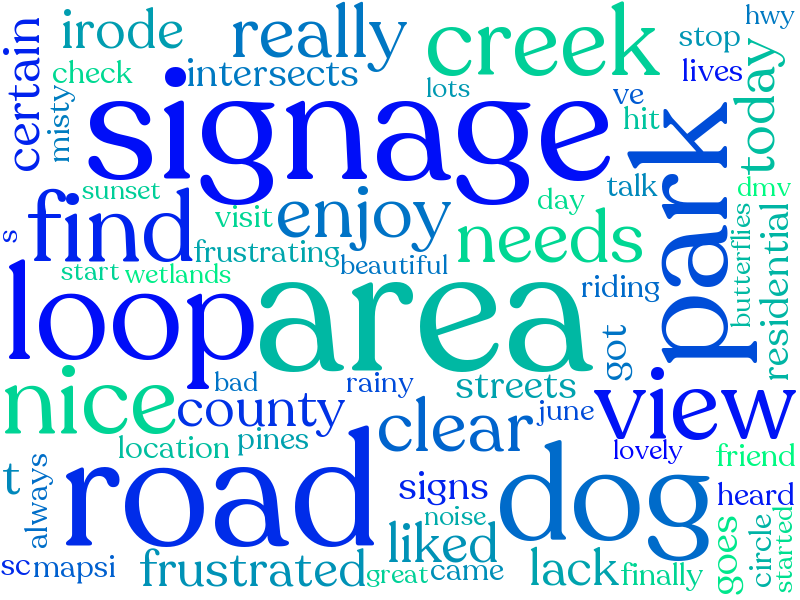 hwy
irode
really
creek
stop
certain
check
intersects
lives
lots
misty
signage
ve
hit
today
park
sunset
talk
dmv
find
visit
enjoy
day
needs
s
frustrating
beautiful
butterflies
residential
start
wetlands
loop
area
riding
got
bad
rainy
streets
nice
county
view
june
clear
location
pines
lovely
friend
t
always
road
signs
dog
heard
noise
liked
goes
circle
started
sc
mapsi
frustrated
great
came
lack
finally